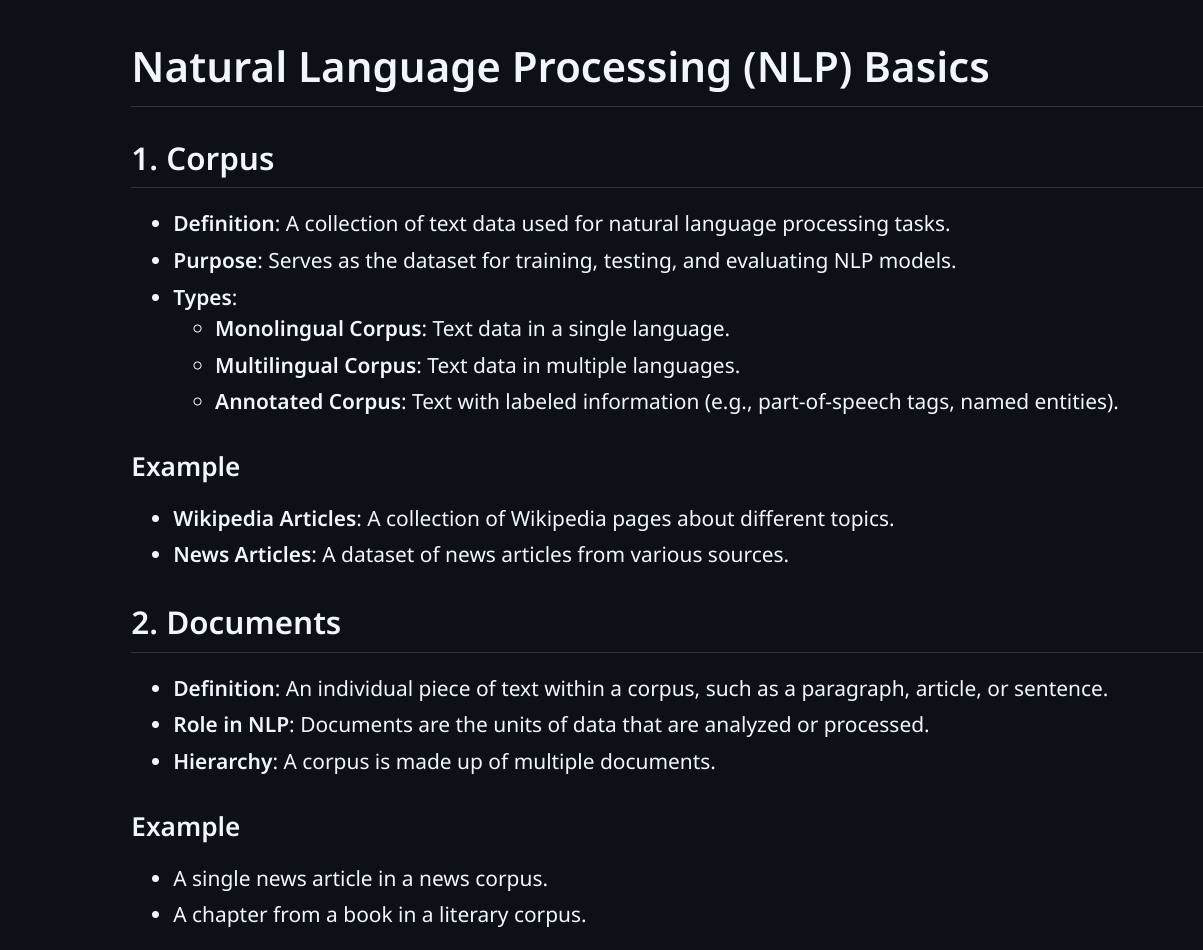 Natural Language Processing (NLP) Basics
1. Corpus
• Definition: A collection of text data used for natural language processing tasks.
• Purpose: Serves as the dataset for training, testing, and evaluating NLP models.
• Types:
◦ Monolingual Corpus: Text data in a single language.
◦ Multilingual Corpus: Text data in multiple languages.
◦ Annotated Corpus: Text with labeled information (e.g., part-of-speech tags, named entities).
Example
• Wikipedia Articles: A collection of Wikipedia pages about different topics.
• News Articles: A dataset of news articles from various sources.
2. Documents
• Definition: An individual piece of text within a corpus, such as a paragraph, article, or sentence.
• Role in NLP: Documents are the units of data that are analyzed or processed.
• Hierarchy: A corpus is made up of multiple documents.
Example
• A single news article in a news corpus.
• A chapter from a book in a literary corpus.